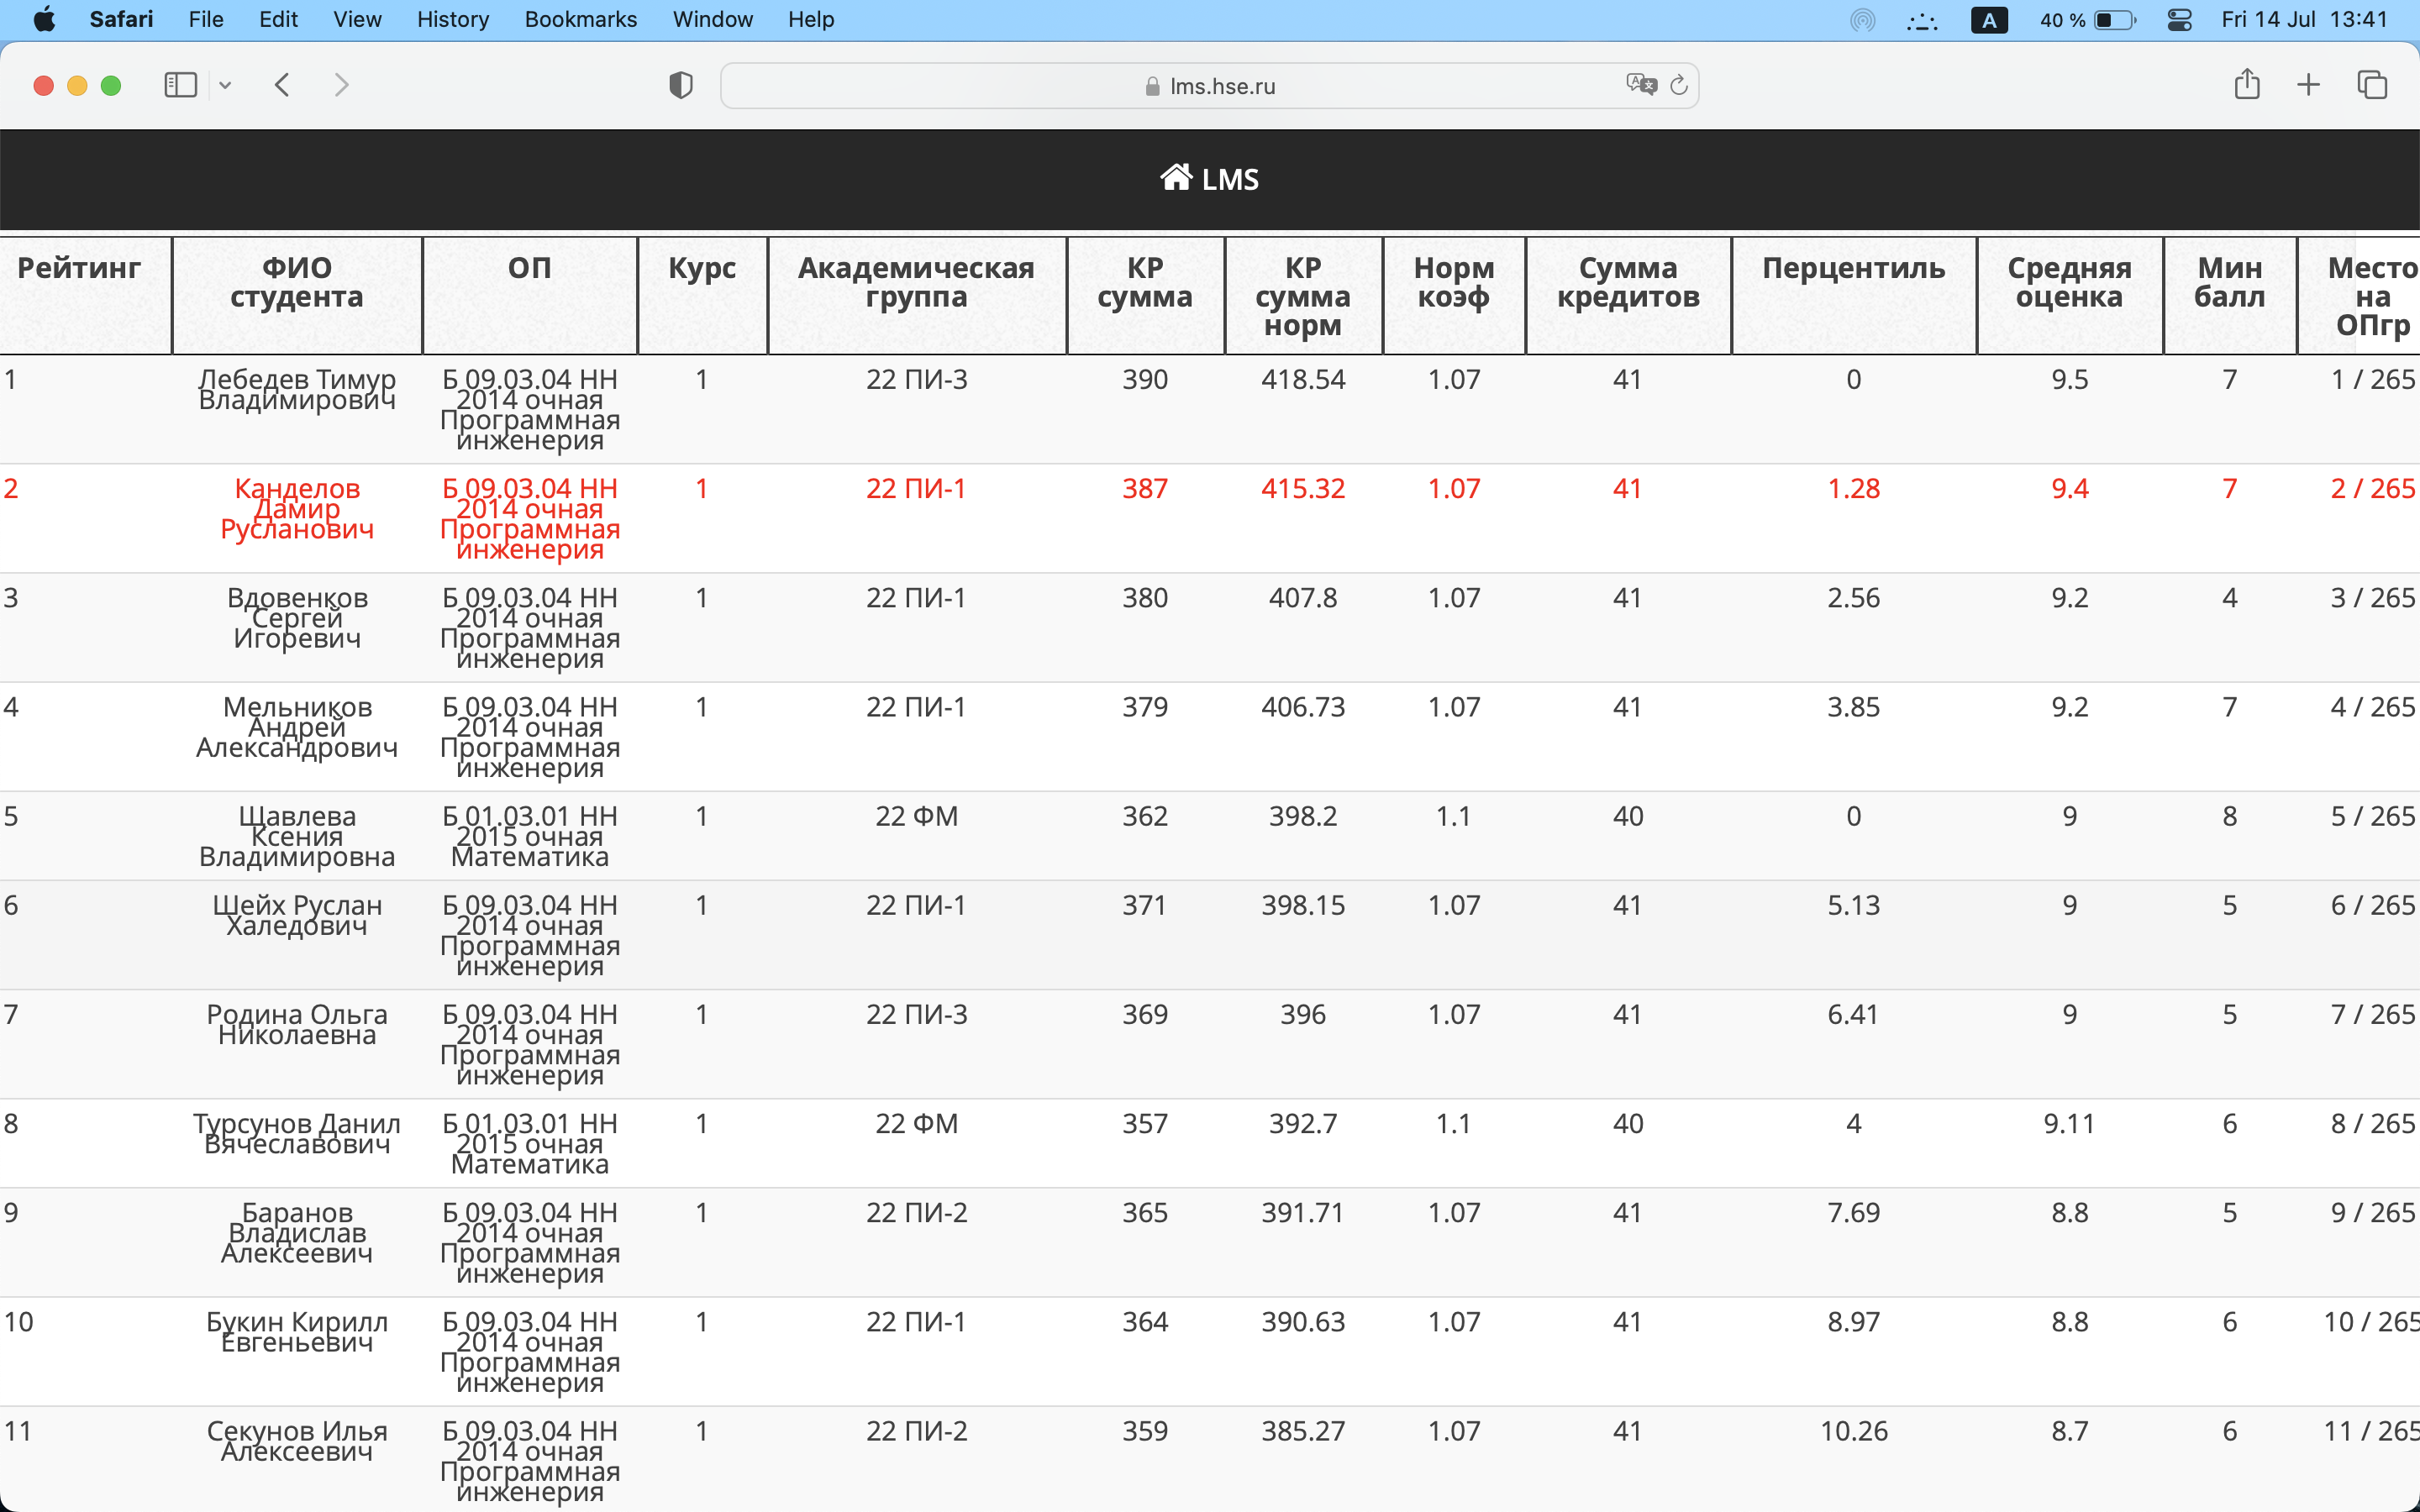 Safari File Edit View History Bookmarks Window Help A 40 % Fri 14 Jul 13:41
lms.hse.ru
LMS
Рейтинг ФИО студента ОП Курс Академическая группа КР сумма КР сумма норм Норм коэф Сумма кредитов Перцентиль Средняя оценка Мин балл Место на ОПгр
1 Лебедев Тимур Владимирович Б 09.03.04 НН 2014 очная Программная инженерия 1 22 ПИ-3 390 418.54 1.07 41 0 9.5 7 1 / 265
2 Канделов Дамир Русланович Б 09.03.04 НН 2014 очная Программная инженерия 1 22 ПИ-1 387 415.32 1.07 41 1.28 9.4 7 2 / 265
3 Вдовенков Сергей Игоревич Б 09.03.04 НН 2014 очная Программная инженерия 1 22 ПИ-1 380 407.8 1.07 41 2.56 9.2 4 3 / 265
4 Мельников Андрей Александрович Б 09.03.04 НН 2014 очная Программная инженерия 1 22 ПИ-1 379 406.73 1.07 41 3.85 9.2 7 4 / 265
5 Щавлева Ксения Владимировна Б 01.03.01 НН 2015 очная Математика 1 22 ФМ 362 398.2 1.1 40 0 9 8 5 / 265
6 Шейх Руслан Халедович Б 09.03.04 НН 2014 очная Программная инженерия 1 22 ПИ-1 371 398.15 1.07 41 5.13 9 5 6 / 265
7 Родина Ольга Николаевна Б 09.03.04 НН 2014 очная Программная инженерия 1 22 ПИ-3 369 396 1.07 41 6.41 9 5 7 / 265
8 Турсунов Данил Вячеславович Б 01.03.01 НН 2015 очная Математика 1 22 ФМ 357 392.7 1.1 40 4 9.11 6 8 / 265
9 Баранов Владислав Алексеевич Б 09.03.04 НН 2014 очная Программная инженерия 1 22 ПИ-2 365 391.71 1.07 41 7.69 8.8 5 9 / 265
10 Букин Кирилл Евгеньевич Б 09.03.04 НН 2014 очная Программная инженерия 1 22 ПИ-1 364 390.63 1.07 41 8.97 8.8 6 10 / 265
11 Секунов Илья Алексеевич Б 09.03.04 НН 2014 очная Программная инженерия 1 22 ПИ-2 359 385.27 1.07 41 10.26 8.7 6 11 / 265